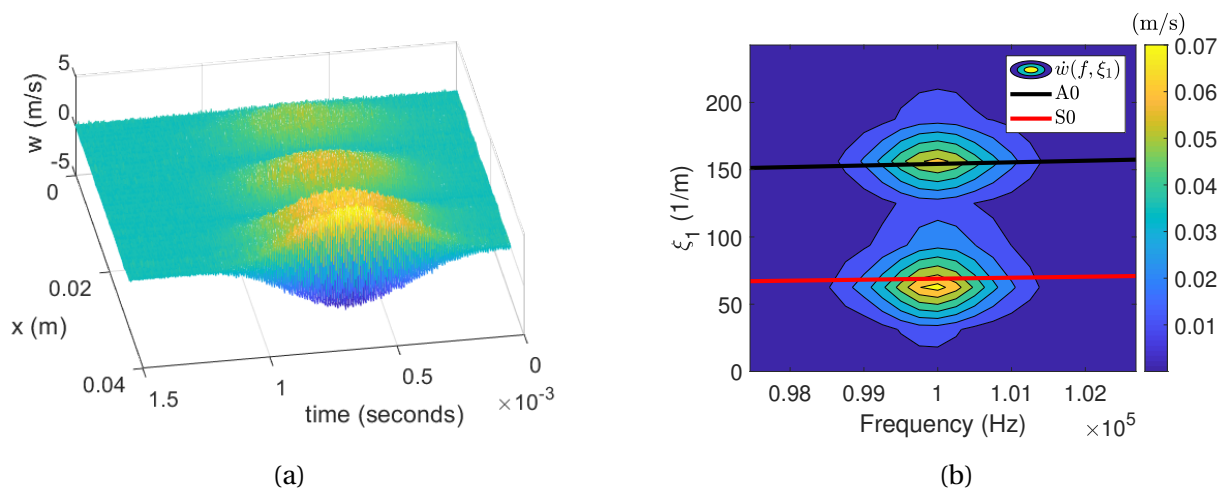 5
0
-5
w (m/s)
0
0.02
0.04
x (m)
1.5
1
0.5
0
×10⁻³
time (seconds)
(a)
(m/s)
ẇ(f, ξ₁)
A0
S0
200
150
100
50
0
ξ₁ (1/m)
0.98
0.99
1
1.01
1.02
Frequency (Hz)
×10⁵
0.07
0.06
0.05
0.04
0.03
0.02
0.01
(b)